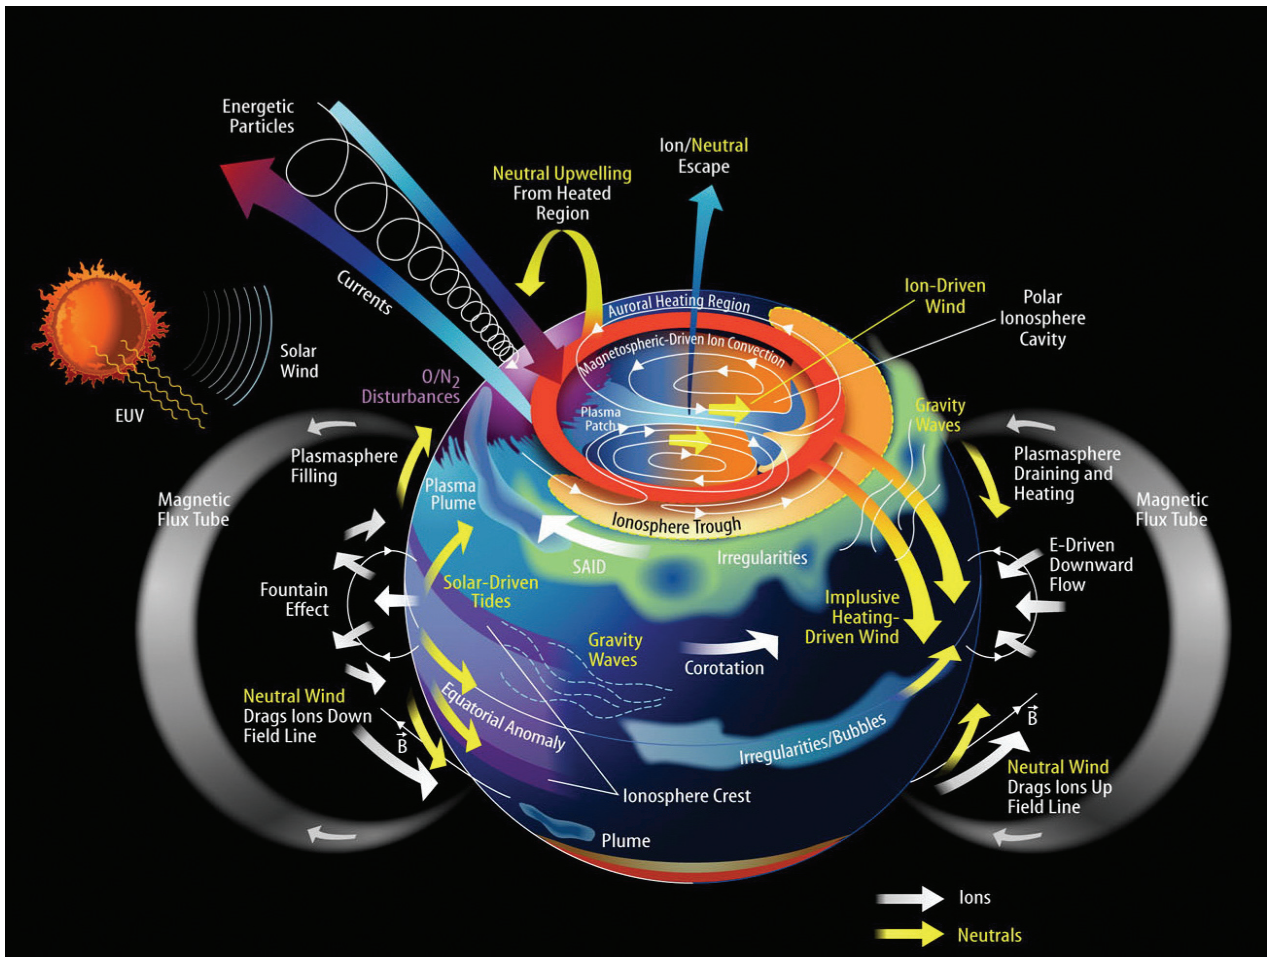 Energetic
Particles
Ion/Neutral
Escape
Neutral Upwelling
From Heated
Region
Currents
Solar
Wind
EUV
Auroral Heating Region
Magnetospheric-Driven Ion Convection
Ion-Driven
Wind
Polar
Ionosphere
Cavity
O/N2
Disturbances
Plasma
Patch
Gravity
Waves
Plasmasphere
Filling
Plasmasphere
Draining and
Heating
Magnetic
Flux Tube
Magnetic
Flux Tube
Plasma
Plume
Ionosphere Trough
SAID
Irregularities
E-Driven
Downward
Flow
Fountain
Effect
Solar-Driven
Tides
Implusive
Heating-
Driven Wind
Gravity
Waves
Corotation
Neutral Wind
Drags Ions Down
Field Line
B
Equatorial Anomaly
Irregularities/Bubbles
B
Neutral Wind
Drags Ions Up
Field Line
Ionosphere Crest
Plume
Ions
Neutrals